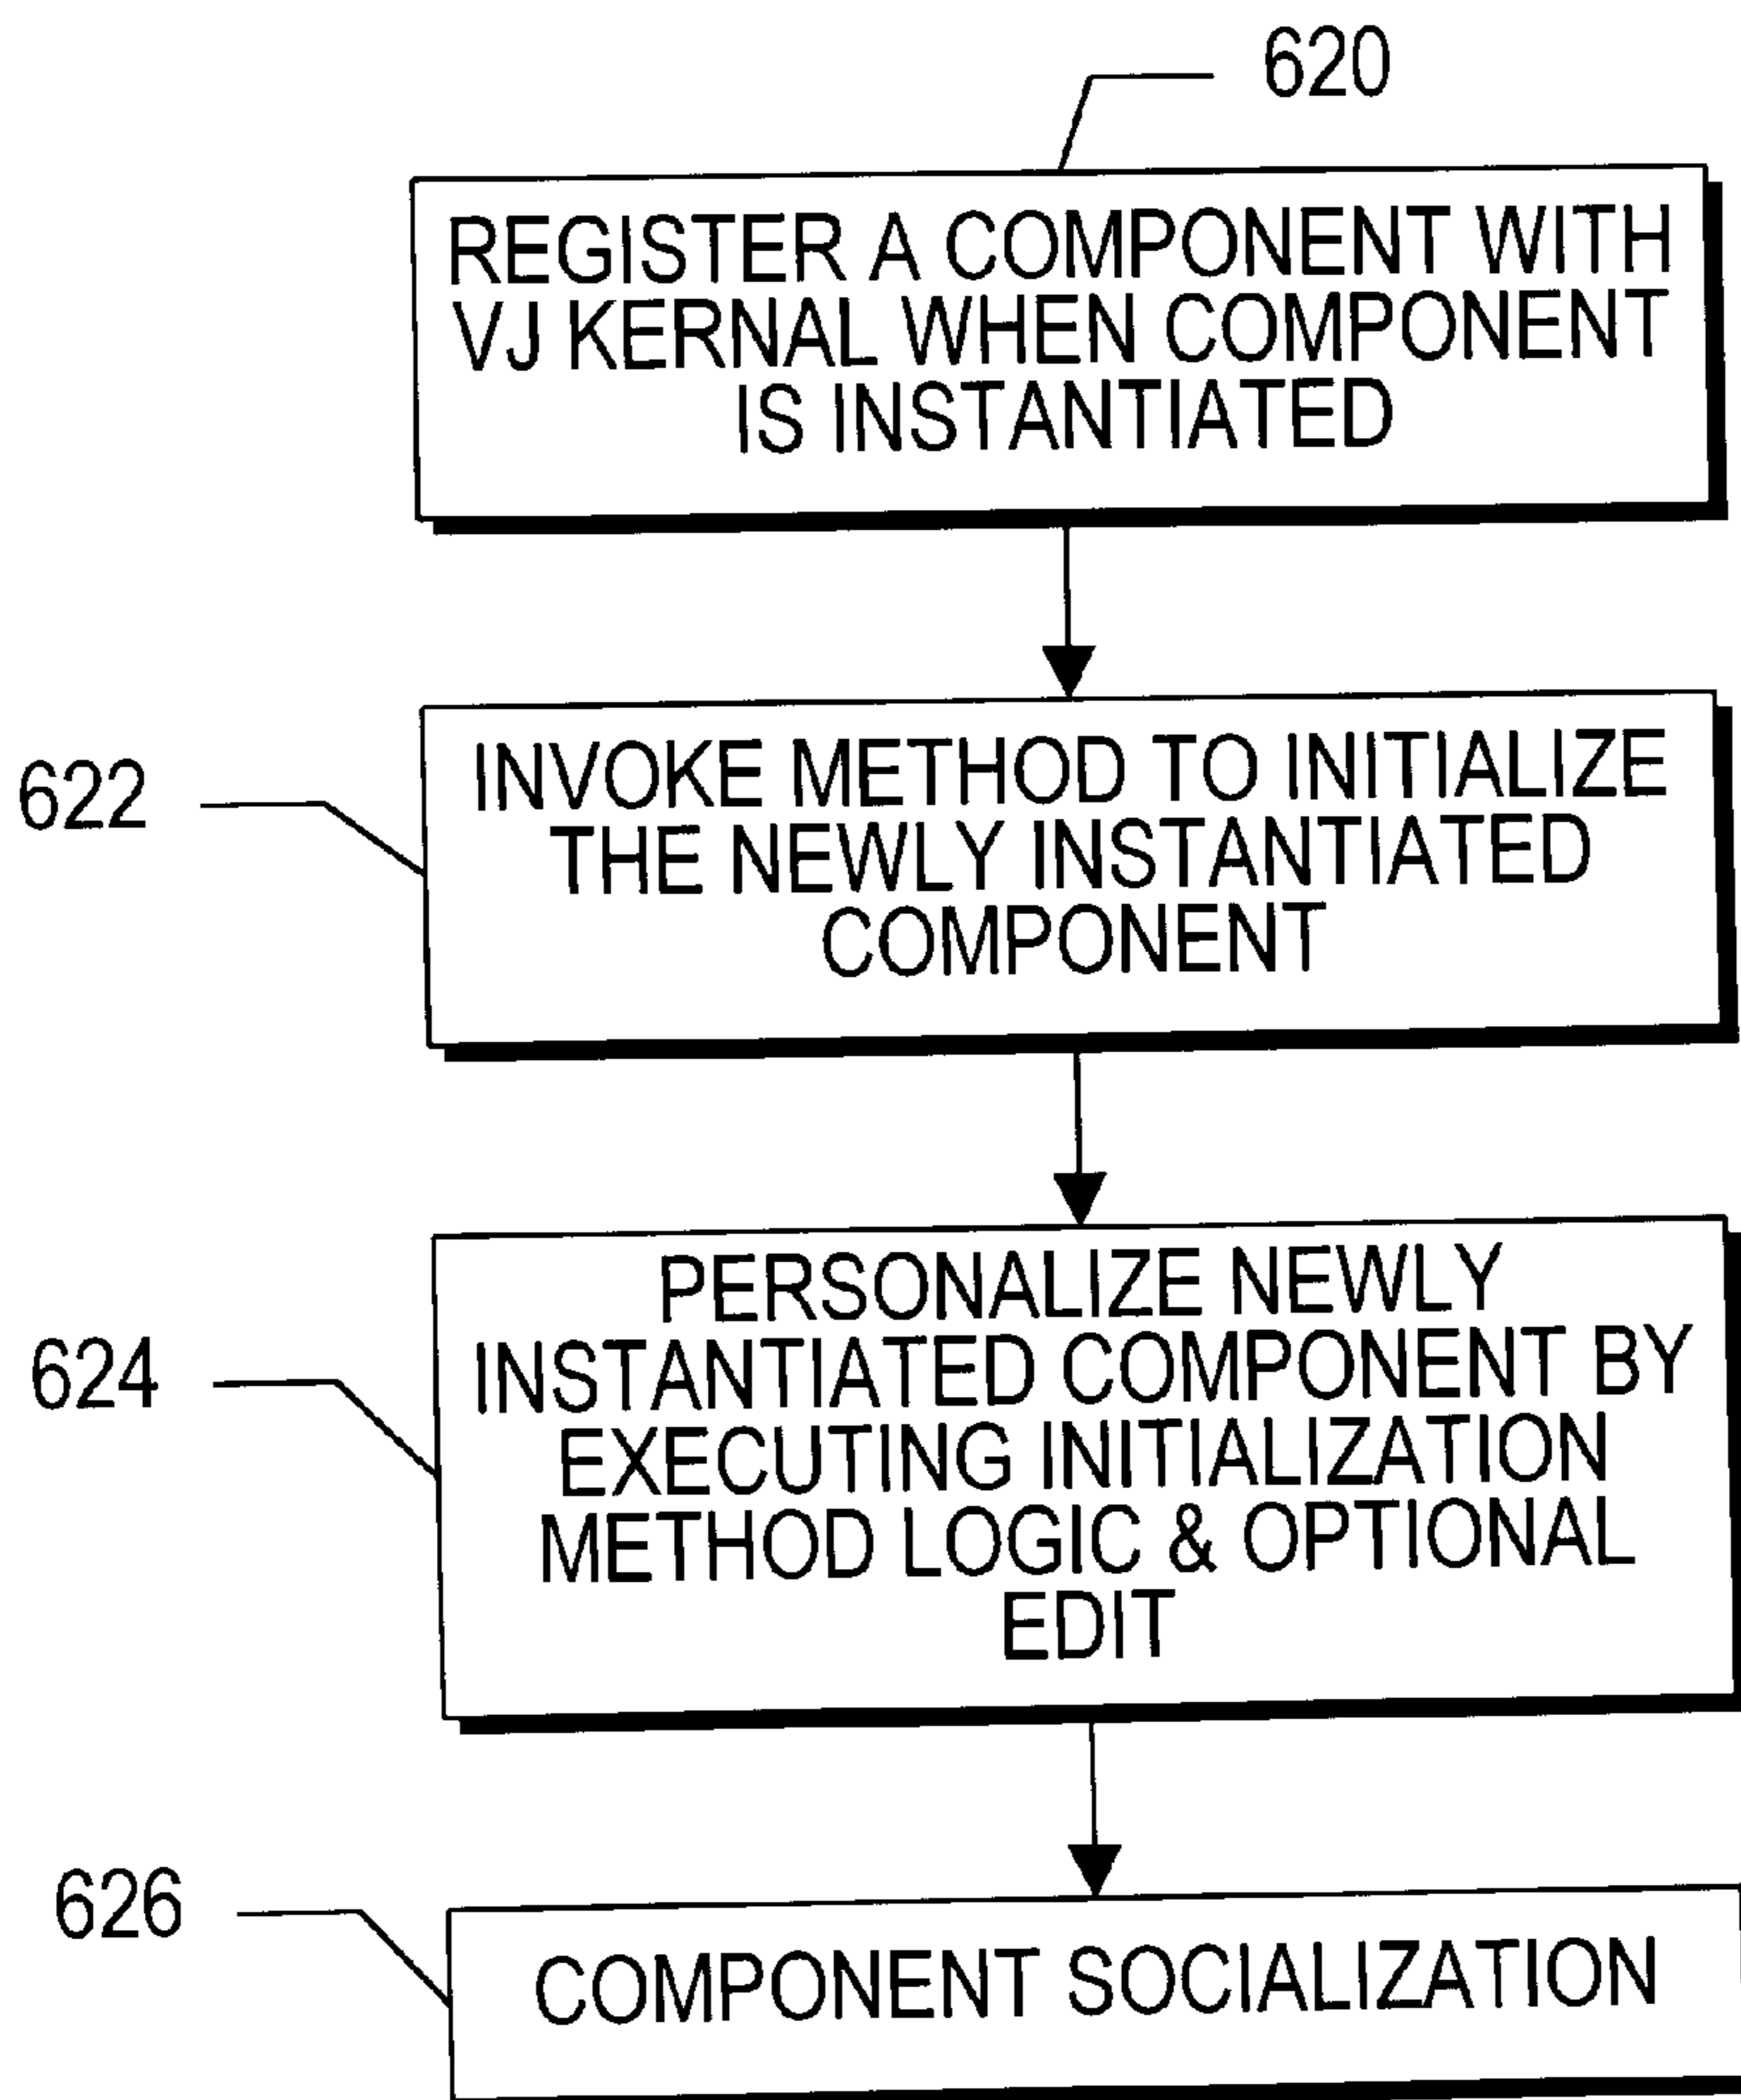 620
REGISTER A COMPONENT WITH
VJ KERNAL WHEN COMPONENT
IS INSTANTIATED
622
INVOKE METHOD TO INITIALIZE
THE NEWLY INSTANTIATED
COMPONENT
624
PERSONALIZE NEWLY
INSTANTIATED COMPONENT BY
EXECUTING INITIALIZATION
METHOD LOGIC & OPTIONAL
EDIT
626
COMPONENT SOCIALIZATION